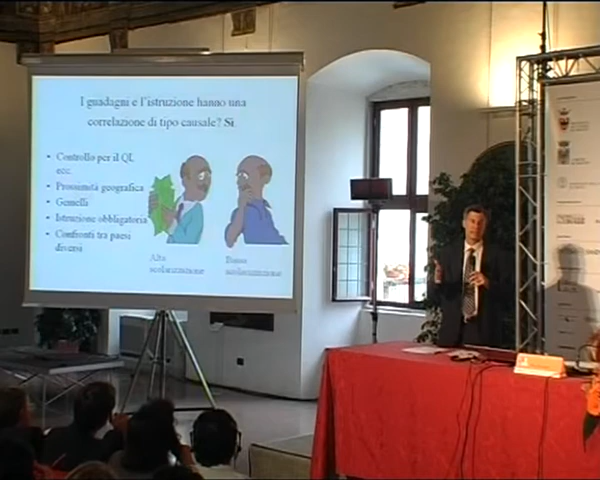 I guadagni e l'istruzione hanno una
correlazione di tipo causale? Sì.
• Controllo per il QI,
ecc.
• Prossimità geografica
• Gemelli
• Istruzione obbligatoria
• Confronti tra paesi
diversi
Alta
scolarizzazione
Bassa
scolarizzazione